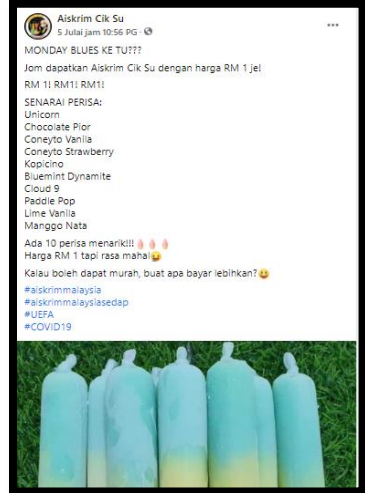 Aiskrim Cik Su
5 Julai jam 10:56 PG ·
MONDAY BLUES KE TU???
Jom dapatkan Aiskrim Cik Su dengan harga RM 1 je!
RM 1! RM1! RM1!
SENARAI PERISA:
Unicorn
Chocolate Pior
Coneyto Vanila
Coneyto Strawberry
Kopicino
Bluemint Dynamite
Cloud 9
Paddle Pop
Lime Vanila
Manggo Nata
Ada 10 perisa menarik!!!
Harga RM 1 tapi rasa mahal
Kalau boleh dapat murah, buat apa bayar lebihkan?
#aiskrimmalaysia
#aiskrimmalaysiasedap
#UEFA
#COVID19